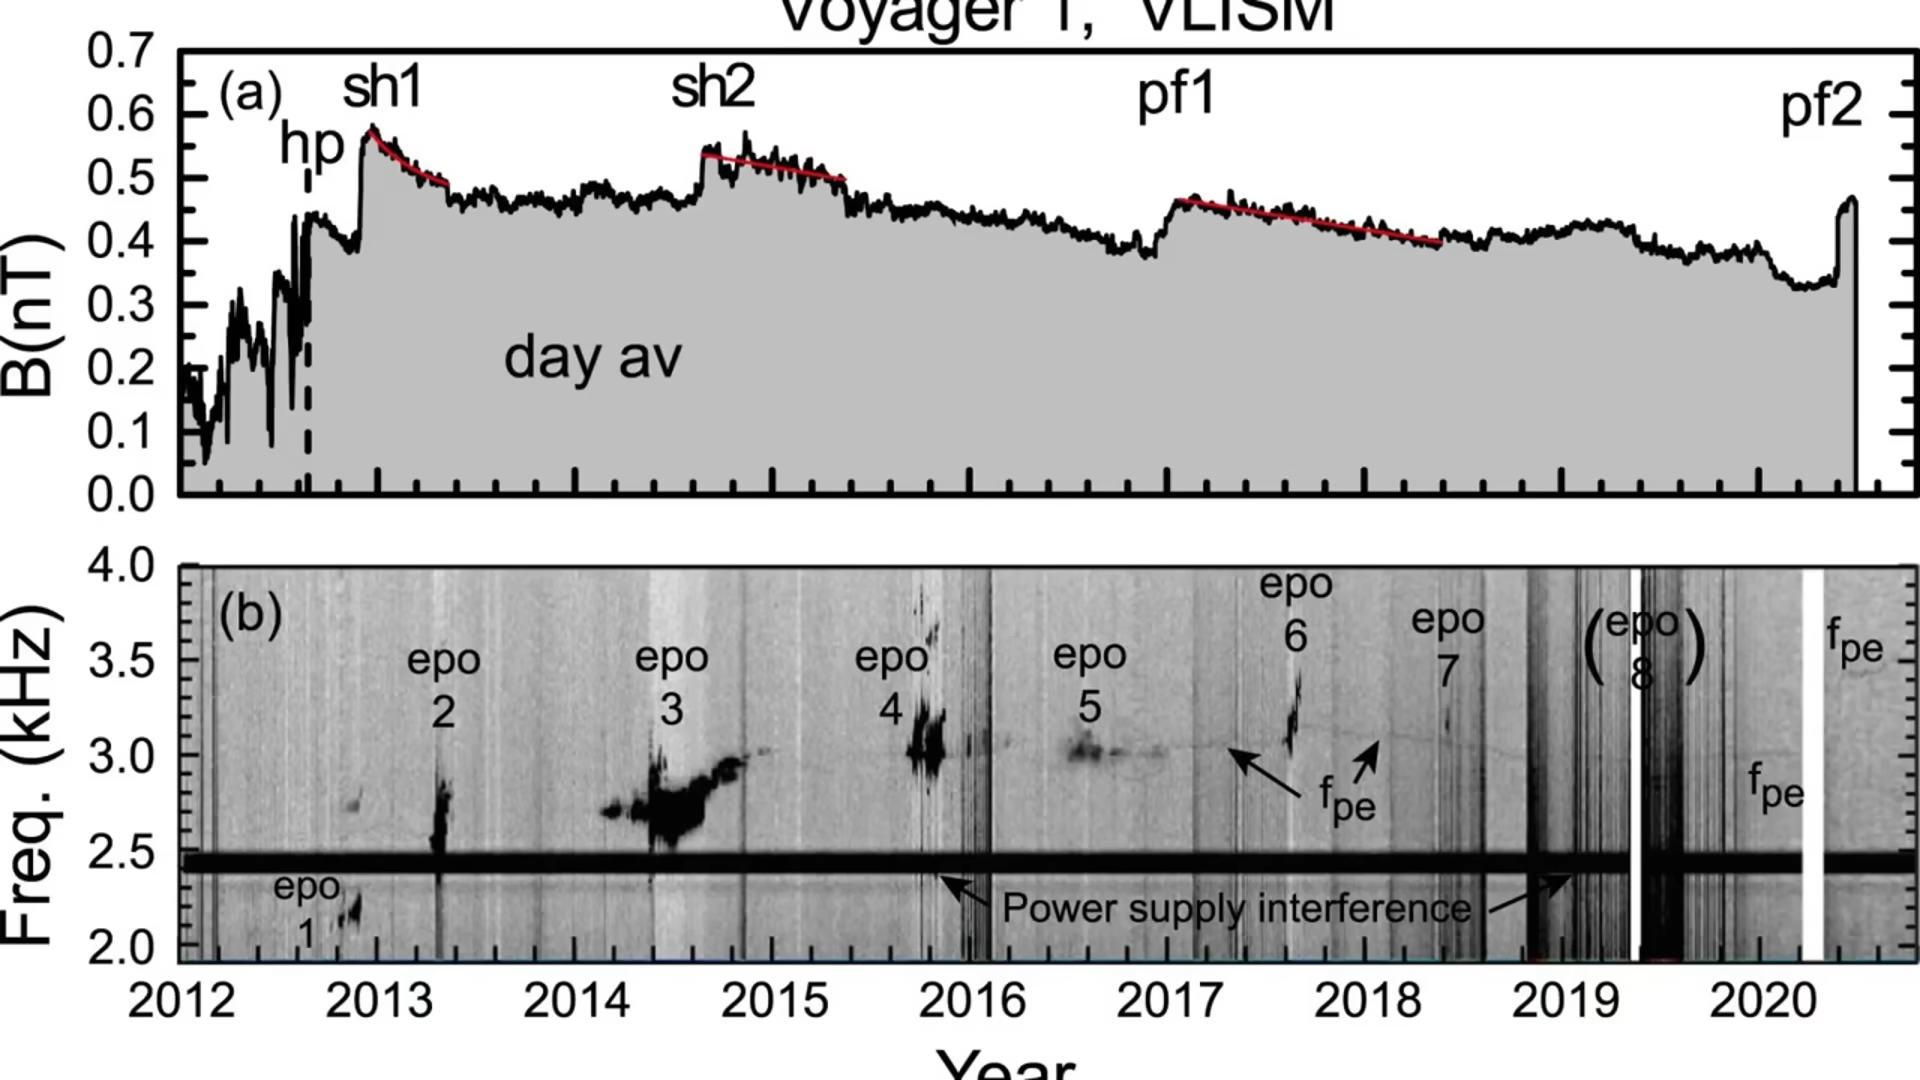 Voyager 1, VLISM
0.7
0.6
0.5
0.4
0.3
0.2
0.1
0.0
B(nT)
(a)
hp
sh1
sh2
pf1
pf2
day av
4.0
3.5
3.0
2.5
2.0
Freq. (kHz)
(b)
epo
1
epo
2
epo
3
epo
4
epo
5
epo
6
epo
7
(epo
8)
fpe
fpe
fpe
Power supply interference
2012 2013 2014 2015 2016 2017 2018 2019 2020
Year